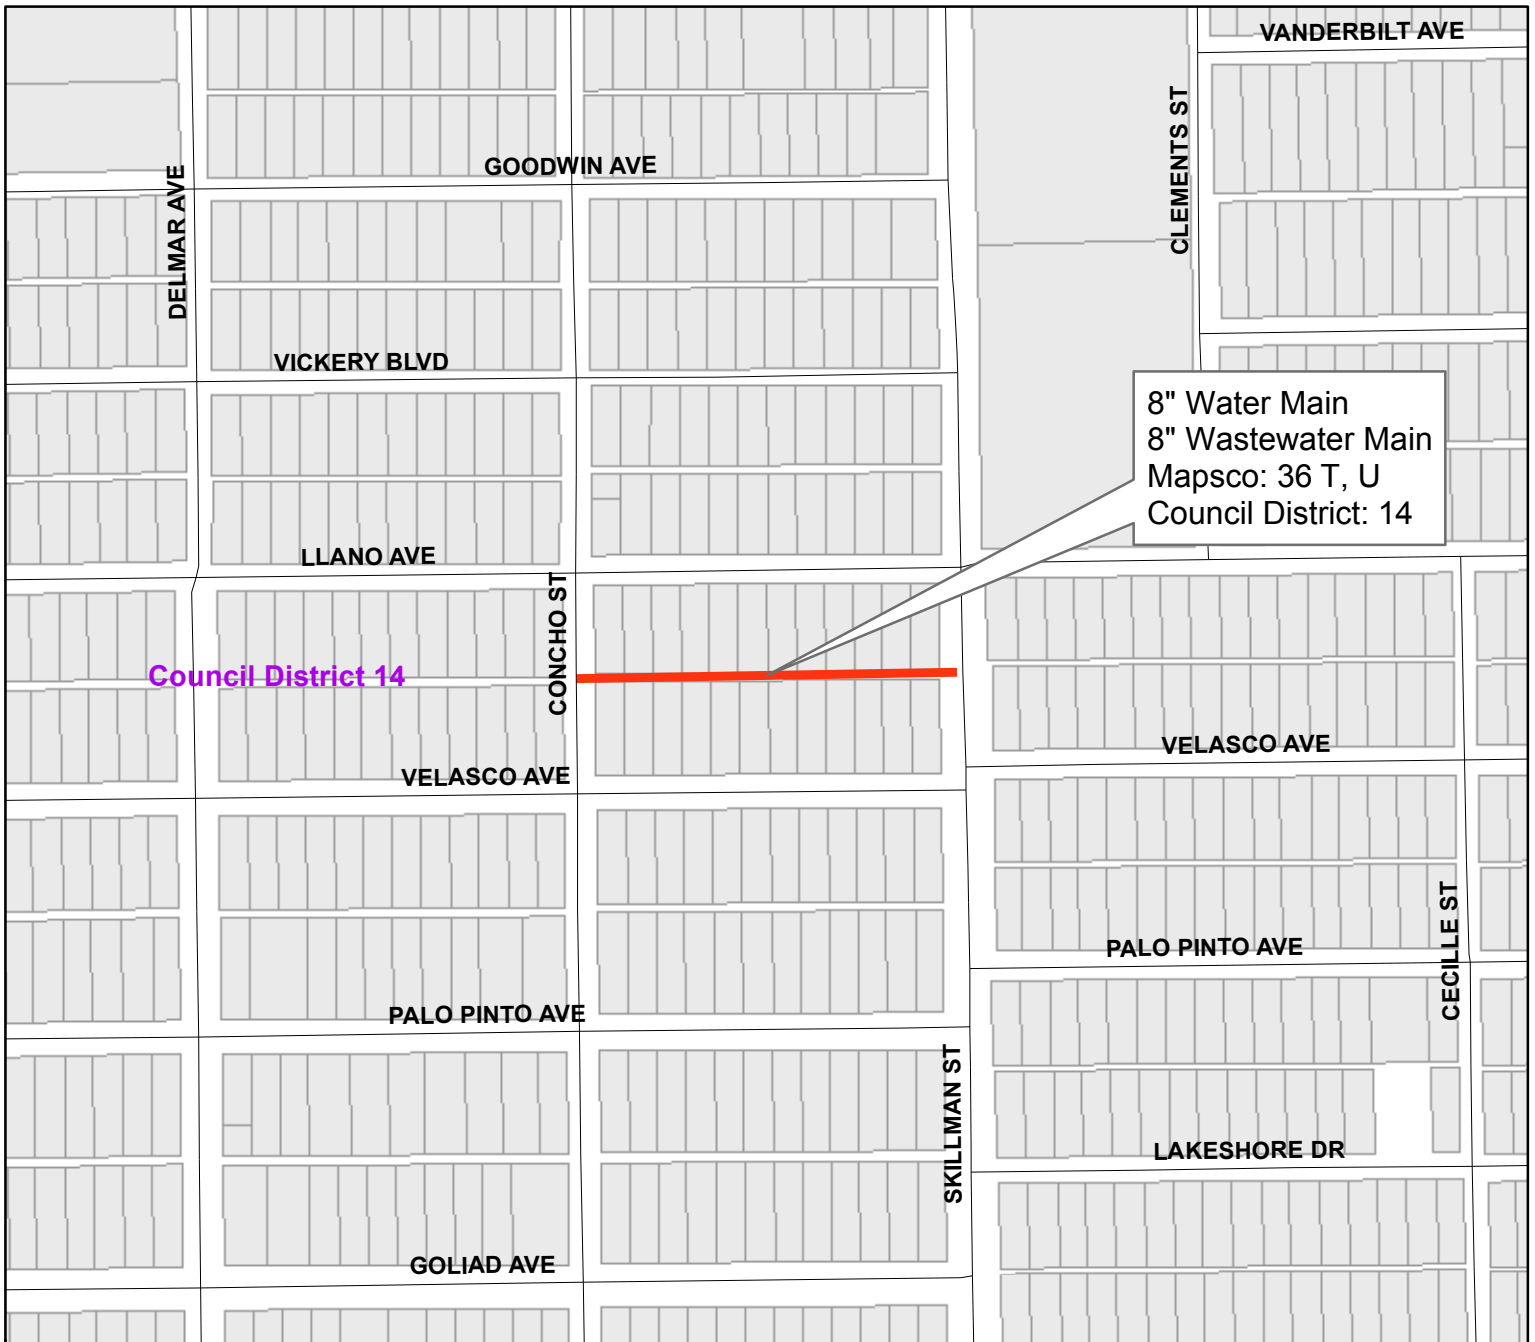 VANDERBILT AVE
CLEMENTS ST
GOODWIN AVE
DELMAR AVE
VICKERY BLVD
8" Water Main
8" Wastewater Main
Mapsco: 36 T, U
Council District: 14
LLANO AVE
CONCHO ST
Council District 14
VELASCO AVE
VELASCO AVE
PALO PINTO AVE
CECILLE ST
PALO PINTO AVE
SKILLMAN ST
LAKESHORE DR
GOLIAD AVE